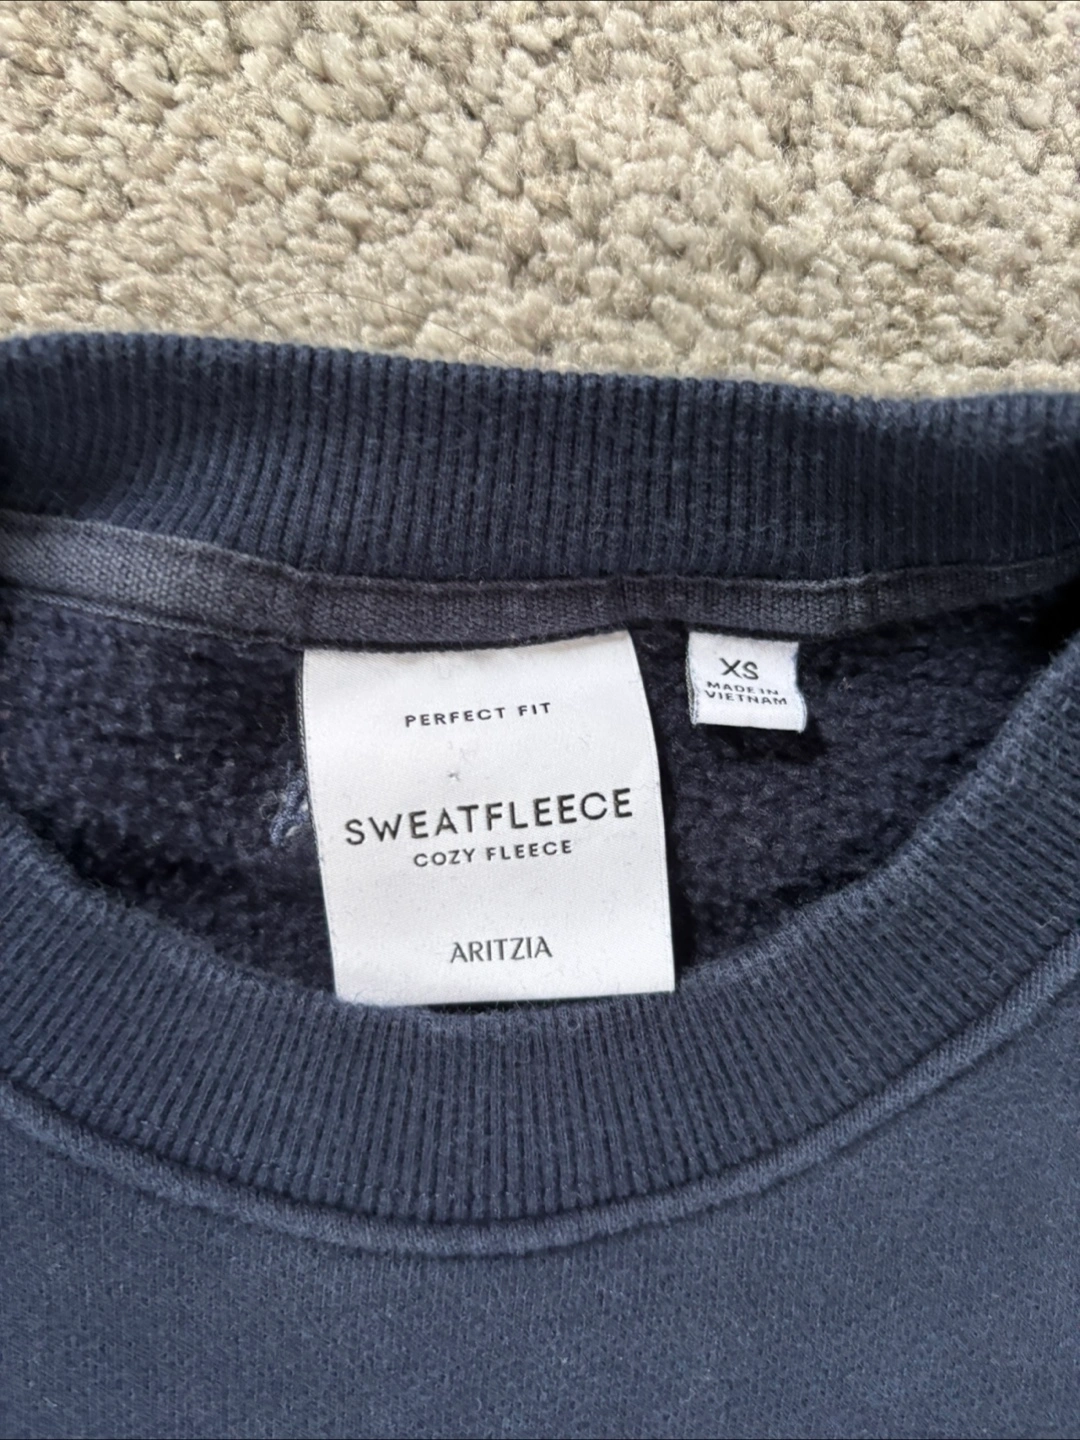 PERFECT FIT
SWEATFLEECE
COZY FLEECE
ARITZIA
XS
MADE IN
VIETNAM